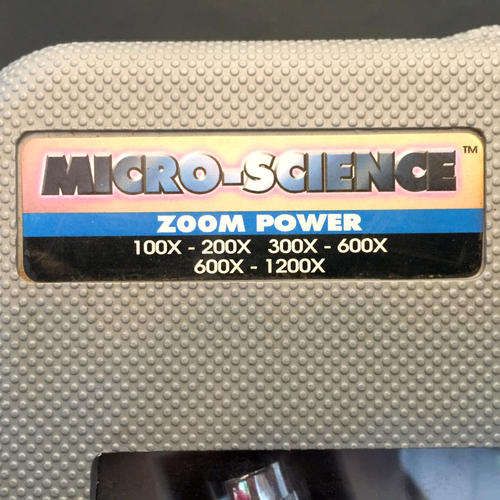 MICRO-SCIENCE™
ZOOM POWER
100X - 200X 300X - 600X
600X - 1200X